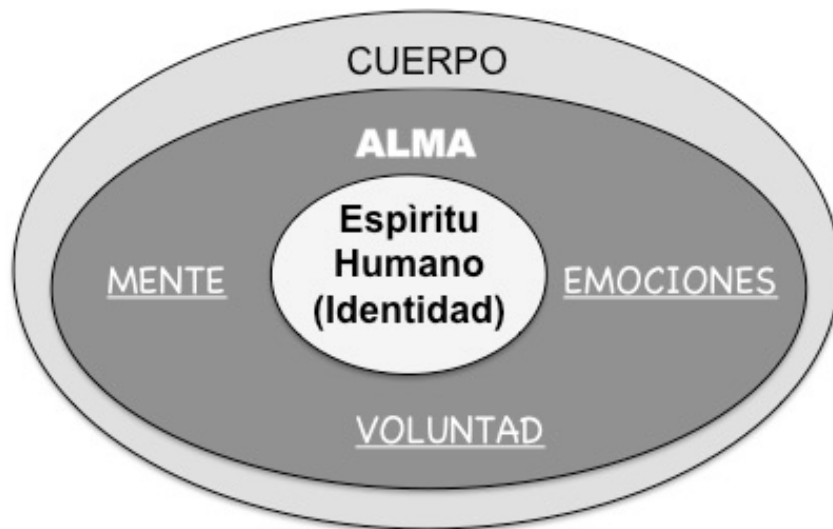 CUERPO
ALMA
Espìritu
Humano
(Identidad)
MENTE
EMOCIONES
VOLUNTAD